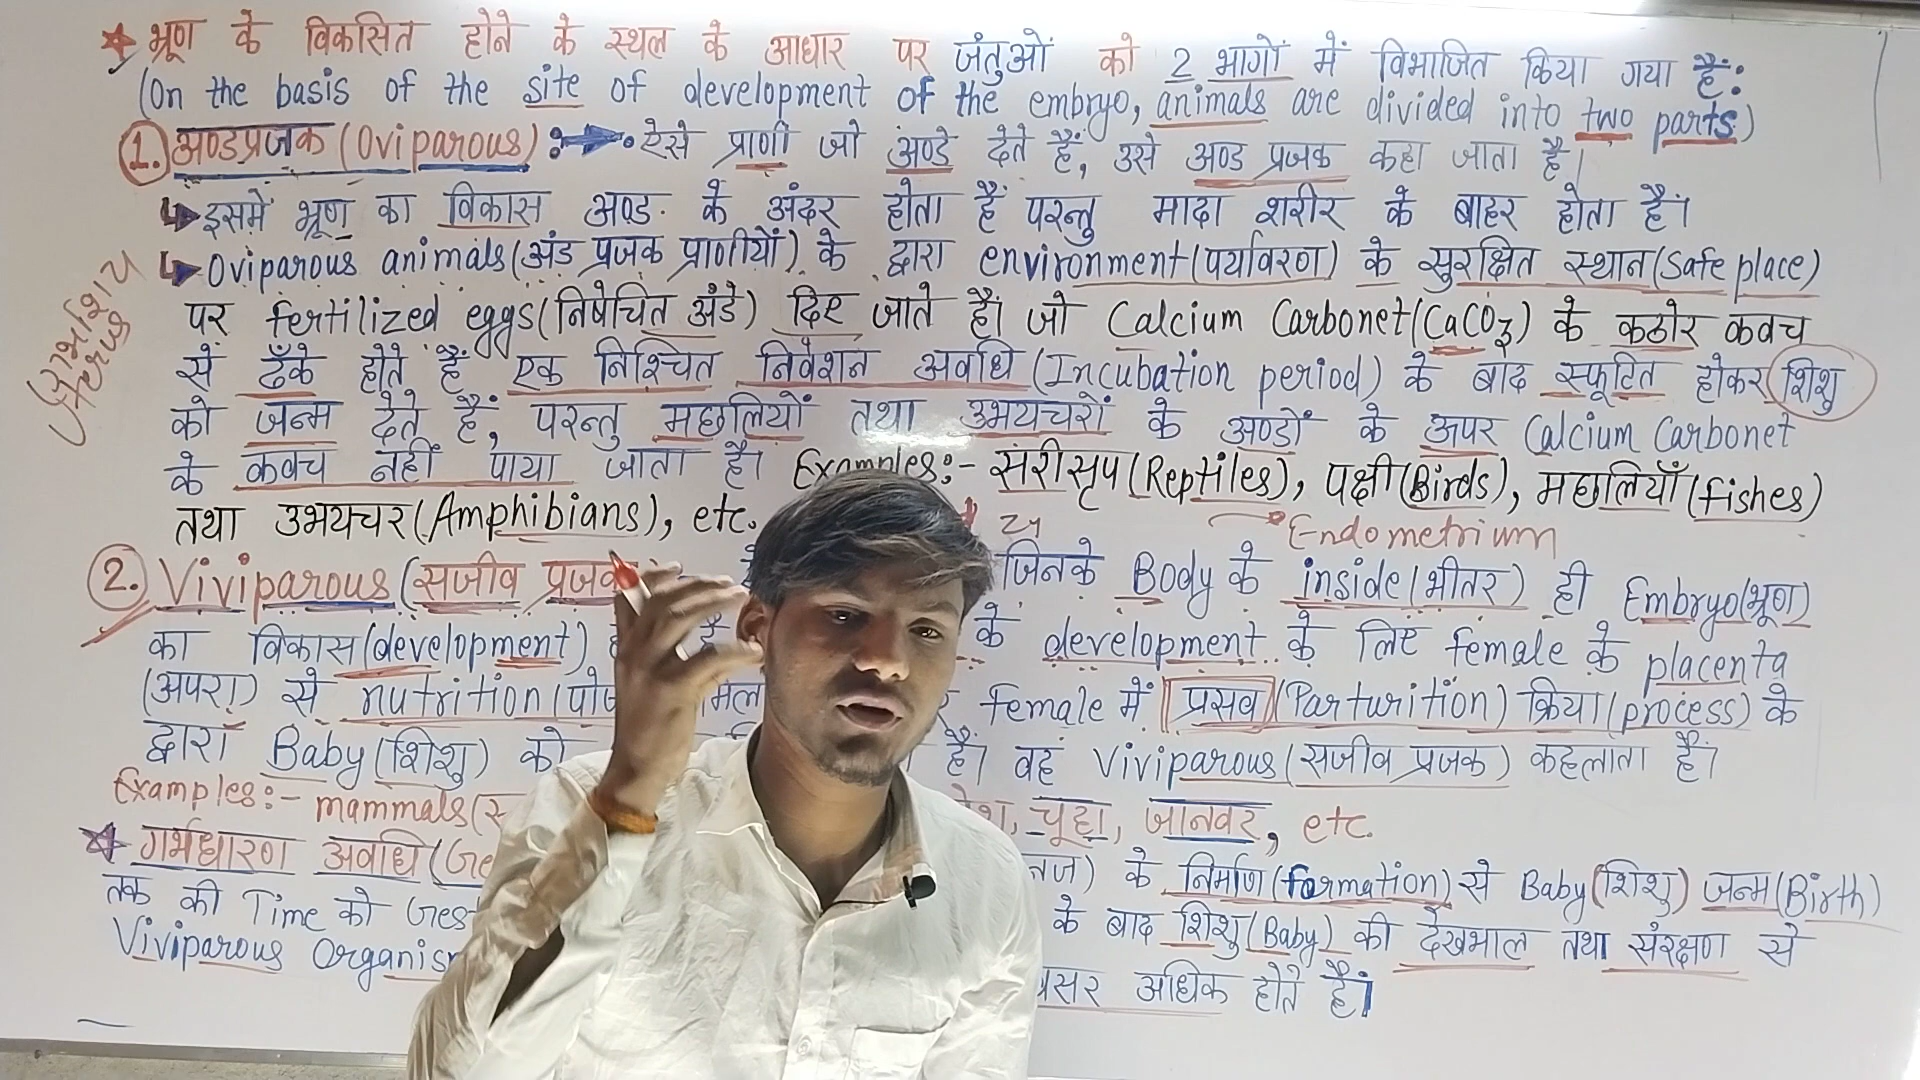 भ्रूण के विकसित होने के स्थल के आधार पर जंतुओं को 2 भागों में विभाजित किया गया है:
(On the basis of the site of development of the embryo, animals are divided into two parts.)
1. अण्डप्रजक (Oviparous) : ऐसे प्राणी जो अण्डे देते हैं, उसे अण्ड प्रजक कहा जाता है।
इसमें भ्रूण का विकास अण्ड के अंदर होता है परन्तु मादा शरीर के बाहर होता है।
Oviparous animals (अंड प्रजक प्राणीयों) के द्वारा environment (पर्यावरण) के सुरक्षित स्थान (Safe place)
पर fertilized eggs (निषेचित अंडे) दिए जाते हैं। जो Calcium Carbonet (CaCO3) के कठोर कवच
से ढँके होते हैं एक निश्चित निवेशन अवधि (Incubation period) के बाद स्फूटित होकर शिशु
को जन्म देते हैं, परन्तु मछलियों तथा उभयचरों के अण्डों के ऊपर Calcium Carbonet
के कवच नहीं पाया जाता है। Examples:- सरीसृप (Reptiles), पक्षी (Birds), मछलियाँ (fishes)
तथा उभयचर (Amphibians), etc.
Endometrium
2. Viviparous (सजीव प्रजक जिनके Body के inside (भीतर) ही Embryo (भ्रूण)
का विकास (development) के development के लिए female के placenta
(अपरा) से nutrition female में प्रसव (Parturition) क्रिया (process) के
द्वारा Baby (शिशु) को है। वह Viviparous (सजीव प्रजक) कहलाता है।
Examples:- mammals चूहा, जानवर, etc.
गर्भधारण अवधि के निर्माण (formation) से Baby (शिशु) जन्म (Birth)
तक की Time को के बाद शिशु (Baby) की देखभाल तथा संरक्षण से
Viviparous अधिक होते हैं।